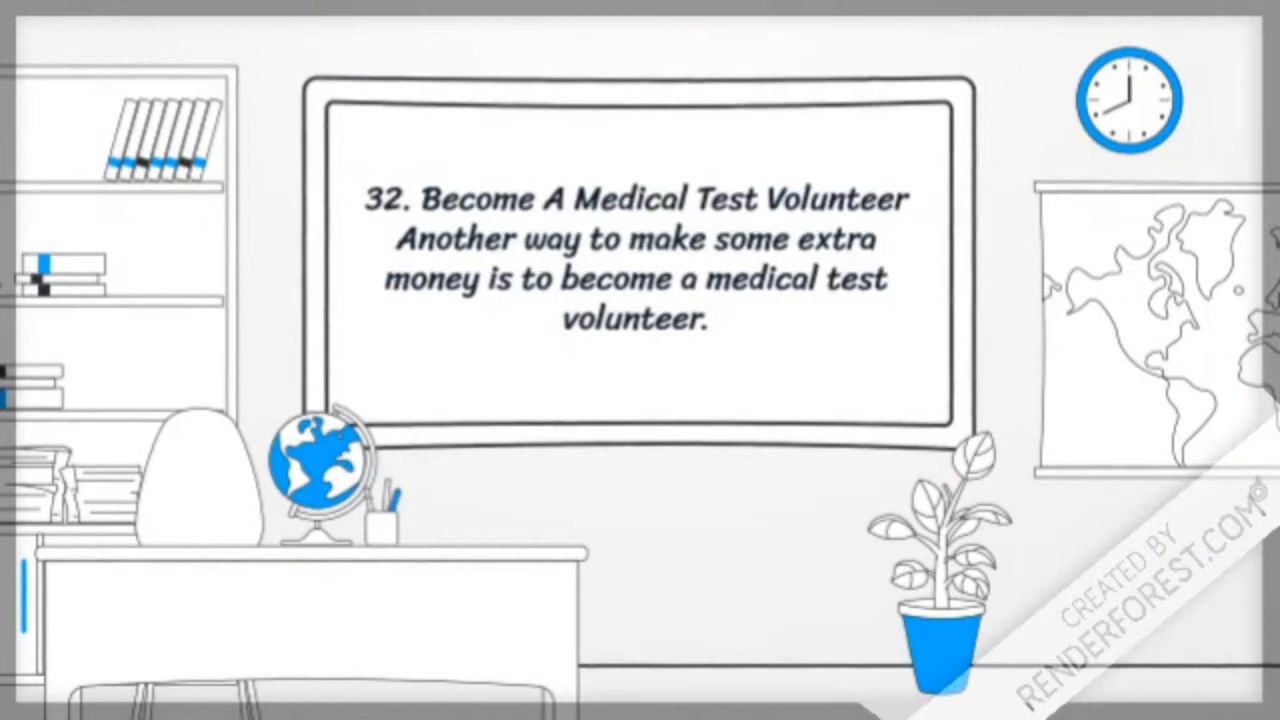 32. Become A Medical Test Volunteer
Another way to make some extra
money is to become a medical test
volunteer.
CREATED BY
RENDERFOREST.COM